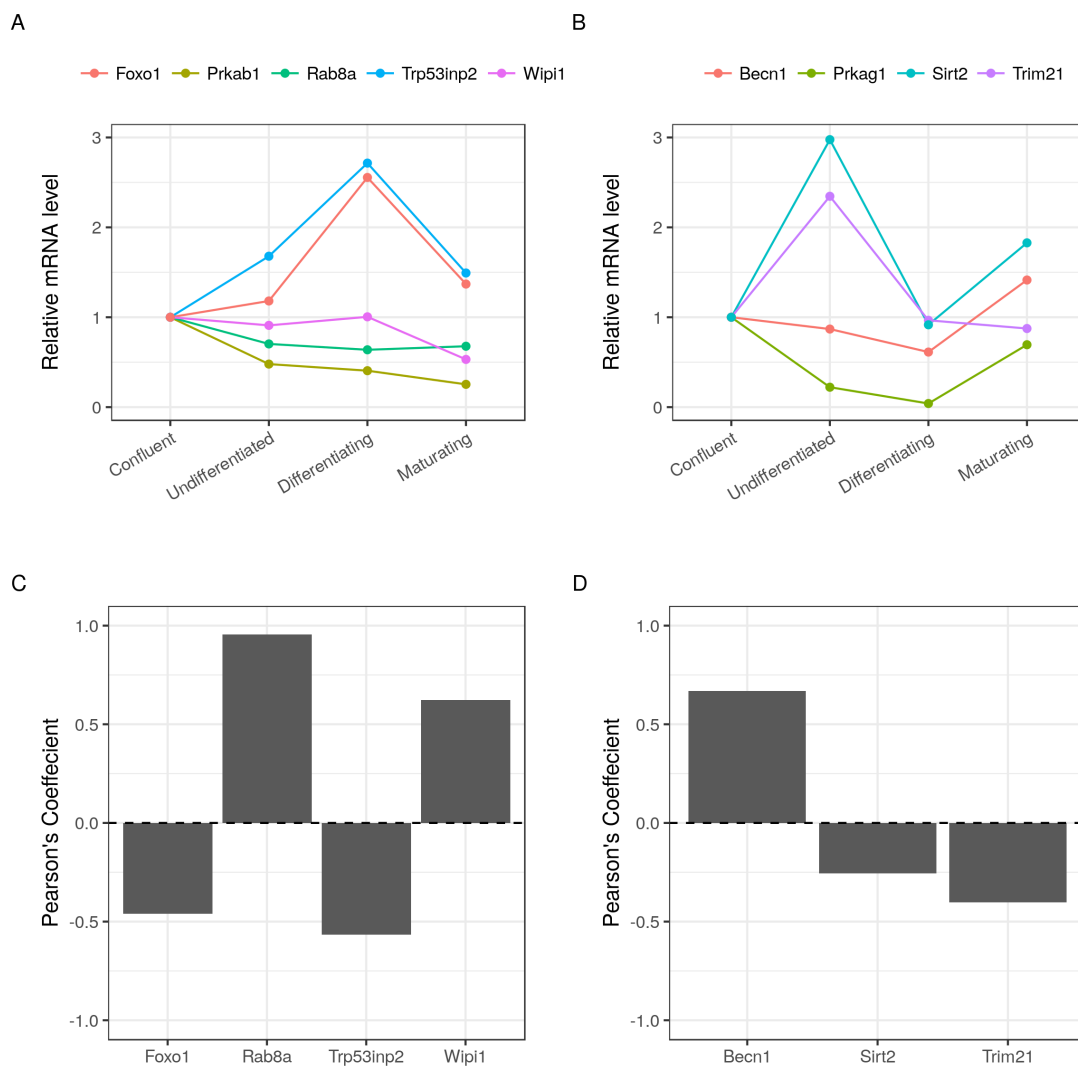 A
B
Foxo1 Prkab1 Rab8a Trp53inp2 Wipi1
Becn1 Prkag1 Sirt2 Trim21
Relative mRNA level
3
2
1
0
Confluent
Undifferentiated
Differentiating
Maturating
Relative mRNA level
3
2
1
0
Confluent
Undifferentiated
Differentiating
Maturating
C
D
Pearson's Coeffecient
1.0
0.5
0.0
-0.5
-1.0
Foxo1 Rab8a Trp53inp2 Wipi1
Pearson's Coeffecient
1.0
0.5
0.0
-0.5
-1.0
Becn1 Sirt2 Trim21